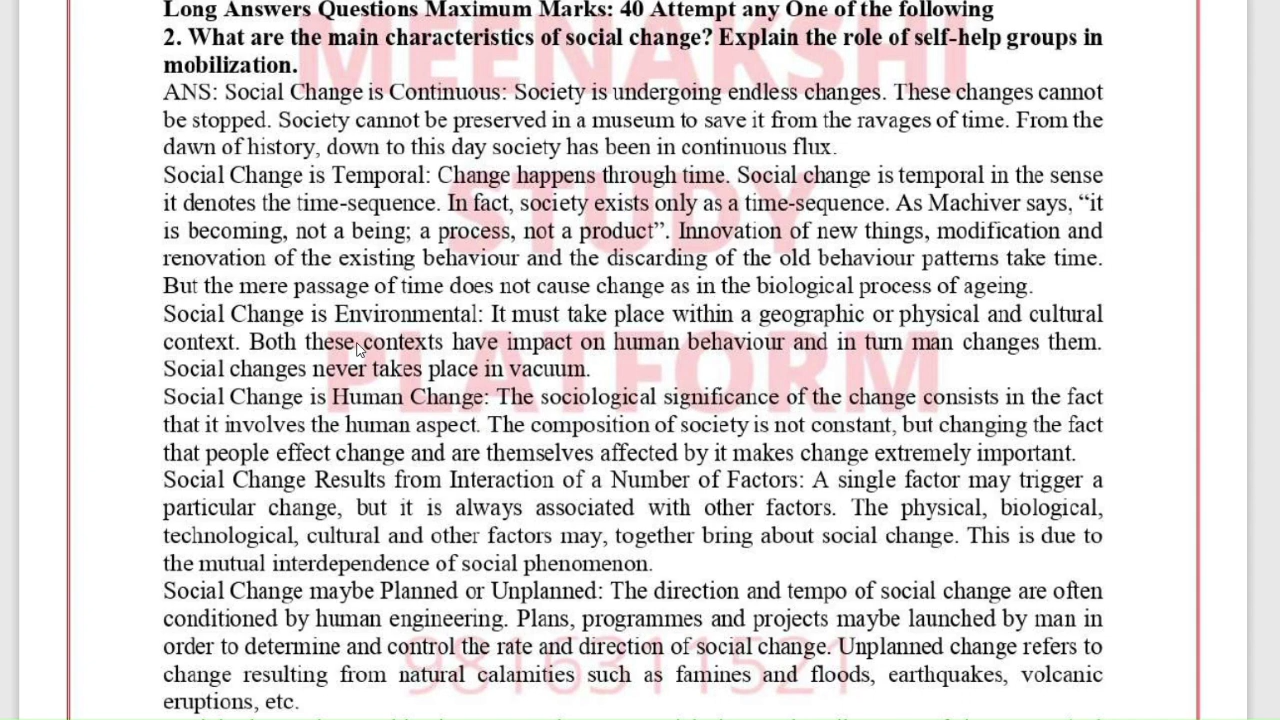 Long Answers Questions Maximum Marks: 40 Attempt any One of the following
2. What are the main characteristics of social change? Explain the role of self-help groups in
mobilization.
ANS: Social Change is Continuous: Society is undergoing endless changes. These changes cannot
be stopped. Society cannot be preserved in a museum to save it from the ravages of time. From the
dawn of history, down to this day society has been in continuous flux.
Social Change is Temporal: Change happens through time. Social change is temporal in the sense
it denotes the time-sequence. In fact, society exists only as a time-sequence. As Machiver says, “it
is becoming, not a being; a process, not a product”. Innovation of new things, modification and
renovation of the existing behaviour and the discarding of the old behaviour patterns take time.
But the mere passage of time does not cause change as in the biological process of ageing.
Social Change is Environmental: It must take place within a geographic or physical and cultural
context. Both these contexts have impact on human behaviour and in turn man changes them.
Social changes never takes place in vacuum.
Social Change is Human Change: The sociological significance of the change consists in the fact
that it involves the human aspect. The composition of society is not constant, but changing the fact
that people effect change and are themselves affected by it makes change extremely important.
Social Change Results from Interaction of a Number of Factors: A single factor may trigger a
particular change, but it is always associated with other factors. The physical, biological,
technological, cultural and other factors may, together bring about social change. This is due to
the mutual interdependence of social phenomenon.
Social Change maybe Planned or Unplanned: The direction and tempo of social change are often
conditioned by human engineering. Plans, programmes and projects maybe launched by man in
order to determine and control the rate and direction of social change. Unplanned change refers to
change resulting from natural calamities such as famines and floods, earthquakes, volcanic
eruptions, etc.
MEENAKSHI
STUDY
PLATFORM
9816311521